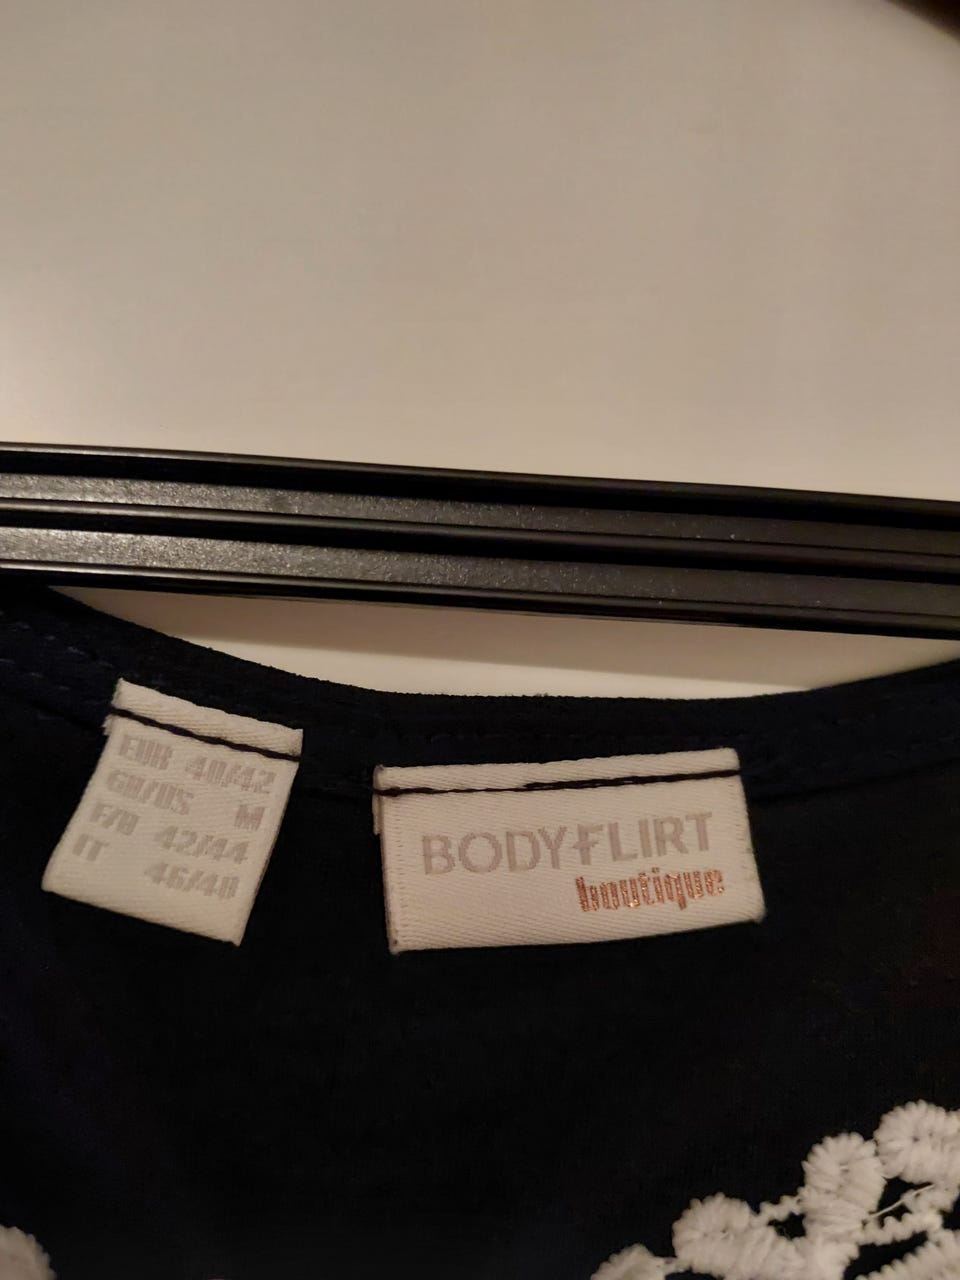 EUR 40/42
GB/US M
F/B 42/44
IT 46/48
BODYFLIRT
boutique